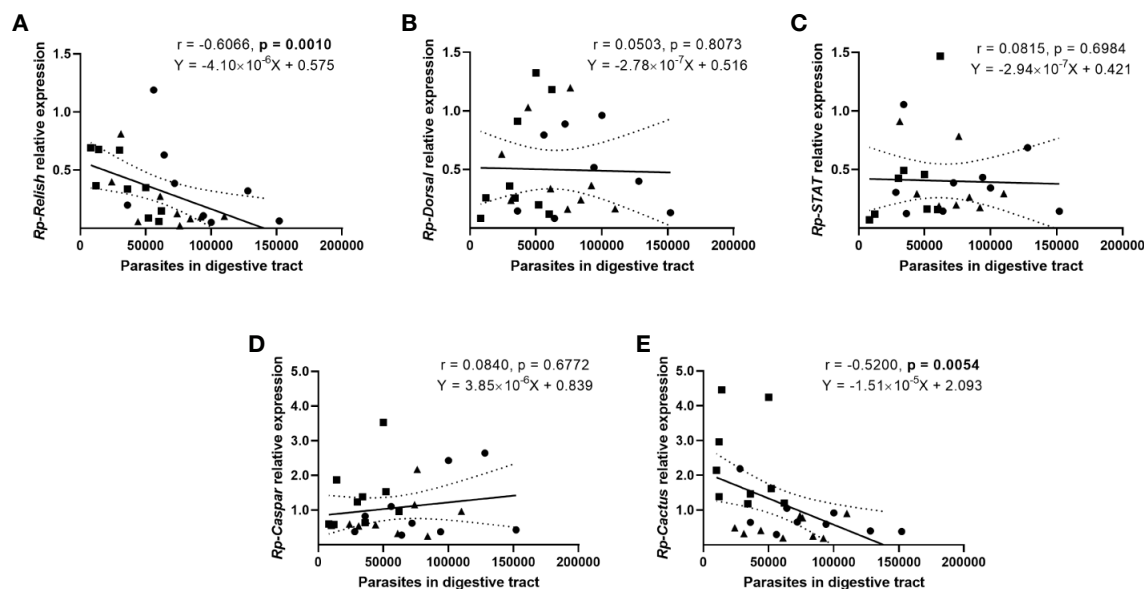 A
r = -0.6066, p = 0.0010
Y = -4.10×10-6X + 0.575
Rp-Relish relative expression
1.5
1.0
0.5
0 50000 100000 150000 200000
Parasites in digestive tract
B
r = 0.0503, p = 0.8073
Y = -2.78×10-7X + 0.516
Rp-Dorsal relative expression
1.5
1.0
0.5
0 50000 100000 150000 200000
Parasites in digestive tract
C
r = 0.0815, p = 0.6984
Y = -2.94×10-7X + 0.421
Rp-STAT relative expression
1.5
1.0
0.5
0 50000 100000 150000 200000
Parasites in digestive tract
D
r = 0.0840, p = 0.6772
Y = 3.85×10-6X + 0.839
Rp-Caspar relative expression
5.0
4.0
3.0
2.0
1.0
0 50000 100000 150000 200000
Parasites in digestive tract
E
r = -0.5200, p = 0.0054
Y = -1.51×10-5X + 2.093
Rp-Cactus relative expression
5.0
4.0
3.0
2.0
1.0
0 50000 100000 150000 200000
Parasites in digestive tract